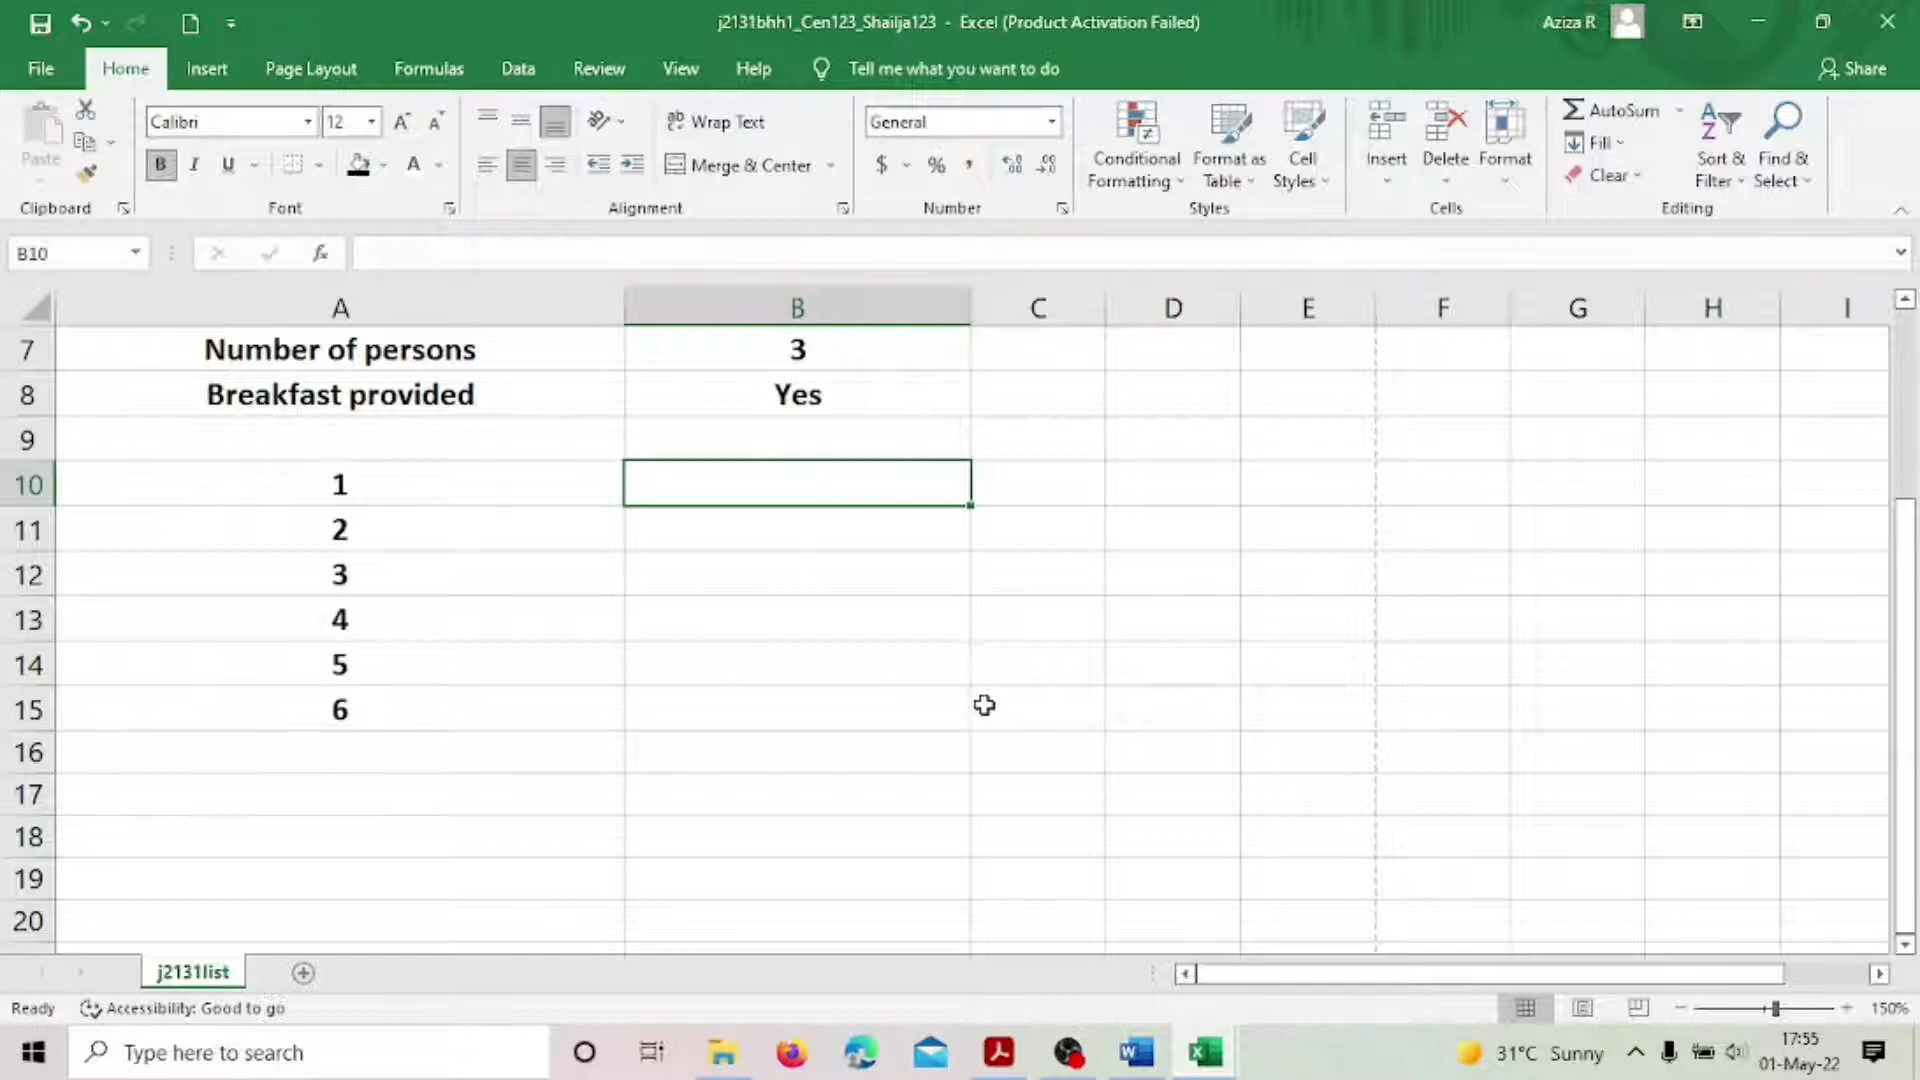 j2131bhh1_Cen123_Shailja123 - Excel (Product Activation Failed)
Aziza R
File Home Insert Page Layout Formulas Data Review View Help Tell me what you want to do Share
Paste
Clipboard
Calibri 12
B I U A
Font
Wrap Text
Merge & Center
Alignment
General
$ % ,
Number
Conditional Formatting
Format as Table
Cell Styles
Styles
Insert Delete Format
Cells
AutoSum
Fill
Clear
Sort & Filter
Find & Select
Editing
B10 fx
A B C D E F G H I
7 Number of persons 3
8 Breakfast provided Yes
9
10 1
11 2
12 3
13 4
14 5
15 6
16
17
18
19
20
j2131list
Ready Accessibility: Good to go 150%
Type here to search
31°C Sunny
17:55
01-May-22